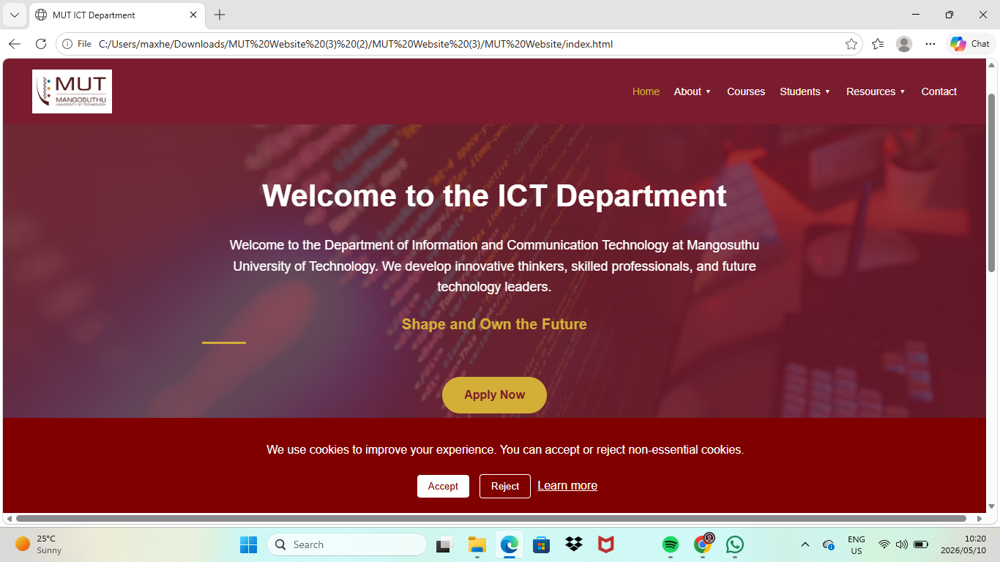 MUT ICT Department
File
C:/Users/maxhe/Downloads/MUT%20Website%20(3)%20(2)/MUT%20Website%20(3)/MUT%20Website/index.html
Chat
MUT
MANGOSUTHU
UNIVERSITY OF TECHNOLOGY
Home About Courses Students Resources Contact
Welcome to the ICT Department
Welcome to the Department of Information and Communication Technology at Mangosuthu
University of Technology. We develop innovative thinkers, skilled professionals, and future
technology leaders.
Shape and Own the Future
Apply Now
We use cookies to improve your experience. You can accept or reject non-essential cookies.
Accept Reject Learn more
25°C
Sunny
Search
ENG
US
10:20
2026/05/10